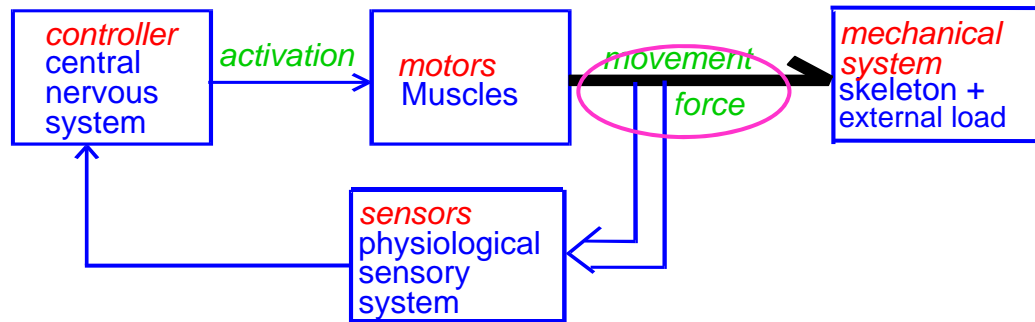 controller
central
nervous
system
activation
motors
Muscles
movement
force
mechanical
system
skeleton +
external load
sensors
physiological
sensory
system